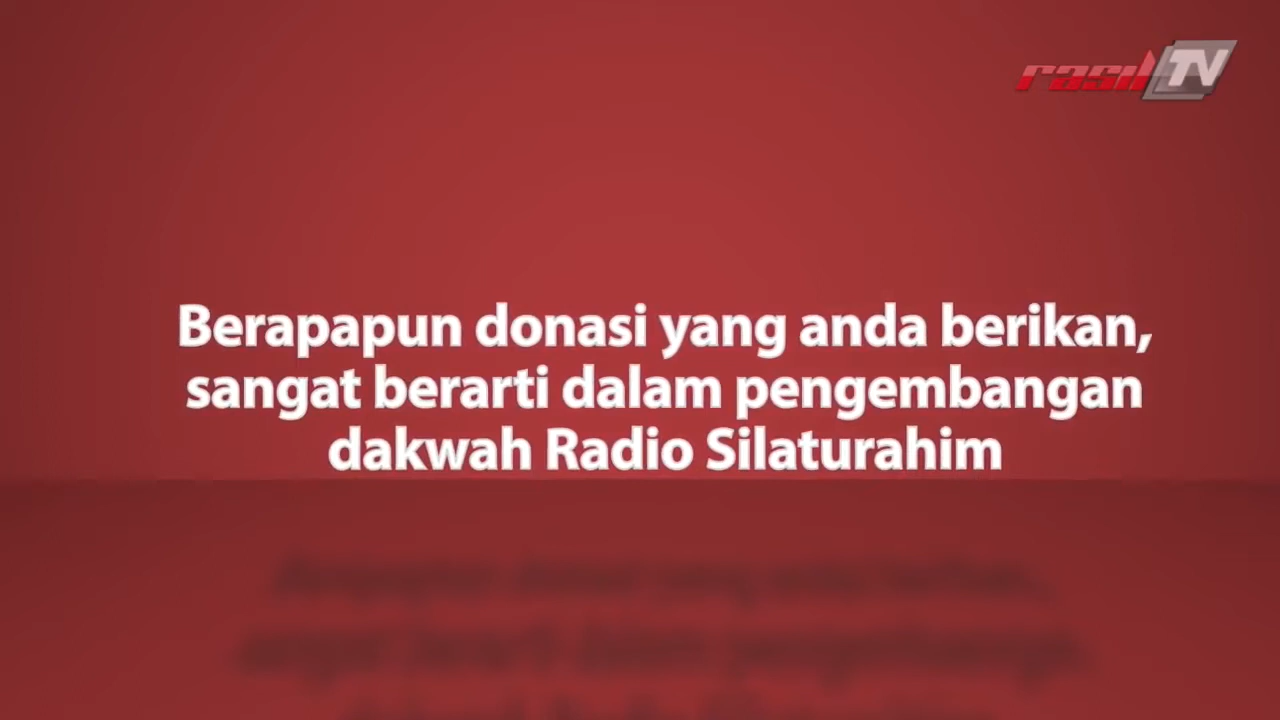 rasil TV
Berapapun donasi yang anda berikan,
sangat berarti dalam pengembangan
dakwah Radio Silaturahim